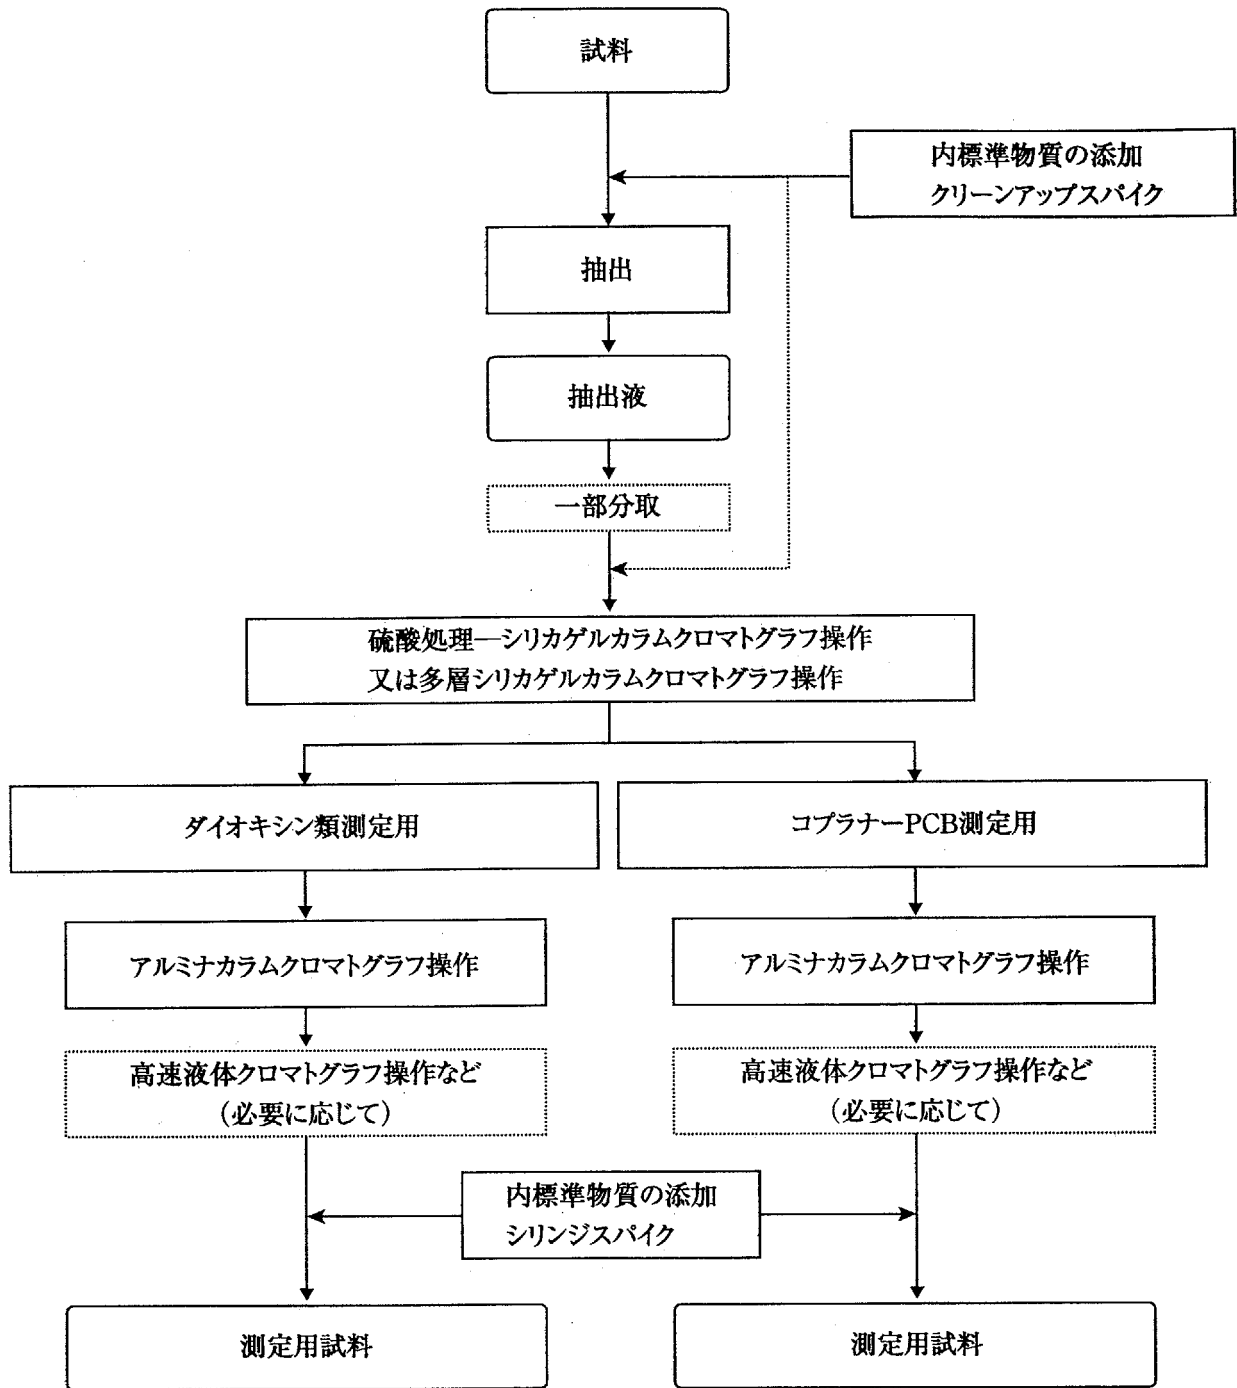 試料
内標準物質の添加
クリーンアップスパイク
抽出
抽出液
一部分取
硫酸処理―シリカゲルカラムクロマトグラフ操作
又は多層シリカゲルカラムクロマトグラフ操作
ダイオキシン類測定用
コプラナーPCB測定用
アルミナカラムクロマトグラフ操作
アルミナカラムクロマトグラフ操作
高速液体クロマトグラフ操作など
（必要に応じて）
高速液体クロマトグラフ操作など
（必要に応じて）
内標準物質の添加
シリンジスパイク
測定用試料
測定用試料